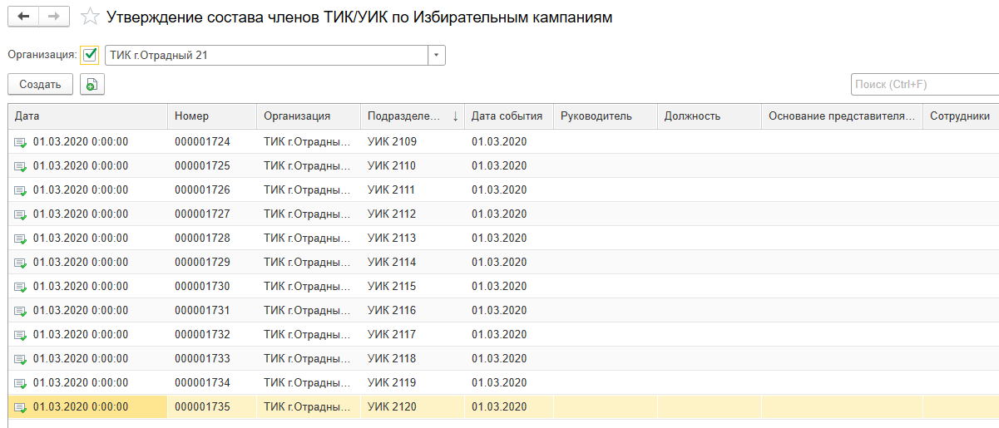 Утверждение состава членов ТИК/УИК по Избирательным кампаниям
Организация: ТИК г.Отрадный 21
Создать Поиск (Ctrl+F)
Дата Номер Организация Подразделе... ↓ Дата события Руководитель Должность Основание представителя... Сотрудники
01.03.2020 0:00:00 000001724 ТИК г.Отрадны... УИК 2109 01.03.2020
01.03.2020 0:00:00 000001725 ТИК г.Отрадны... УИК 2110 01.03.2020
01.03.2020 0:00:00 000001726 ТИК г.Отрадны... УИК 2111 01.03.2020
01.03.2020 0:00:00 000001727 ТИК г.Отрадны... УИК 2112 01.03.2020
01.03.2020 0:00:00 000001728 ТИК г.Отрадны... УИК 2113 01.03.2020
01.03.2020 0:00:00 000001729 ТИК г.Отрадны... УИК 2114 01.03.2020
01.03.2020 0:00:00 000001730 ТИК г.Отрадны... УИК 2115 01.03.2020
01.03.2020 0:00:00 000001731 ТИК г.Отрадны... УИК 2116 01.03.2020
01.03.2020 0:00:00 000001732 ТИК г.Отрадны... УИК 2117 01.03.2020
01.03.2020 0:00:00 000001733 ТИК г.Отрадны... УИК 2118 01.03.2020
01.03.2020 0:00:00 000001734 ТИК г.Отрадны... УИК 2119 01.03.2020
01.03.2020 0:00:00 000001735 ТИК г.Отрадны... УИК 2120 01.03.2020